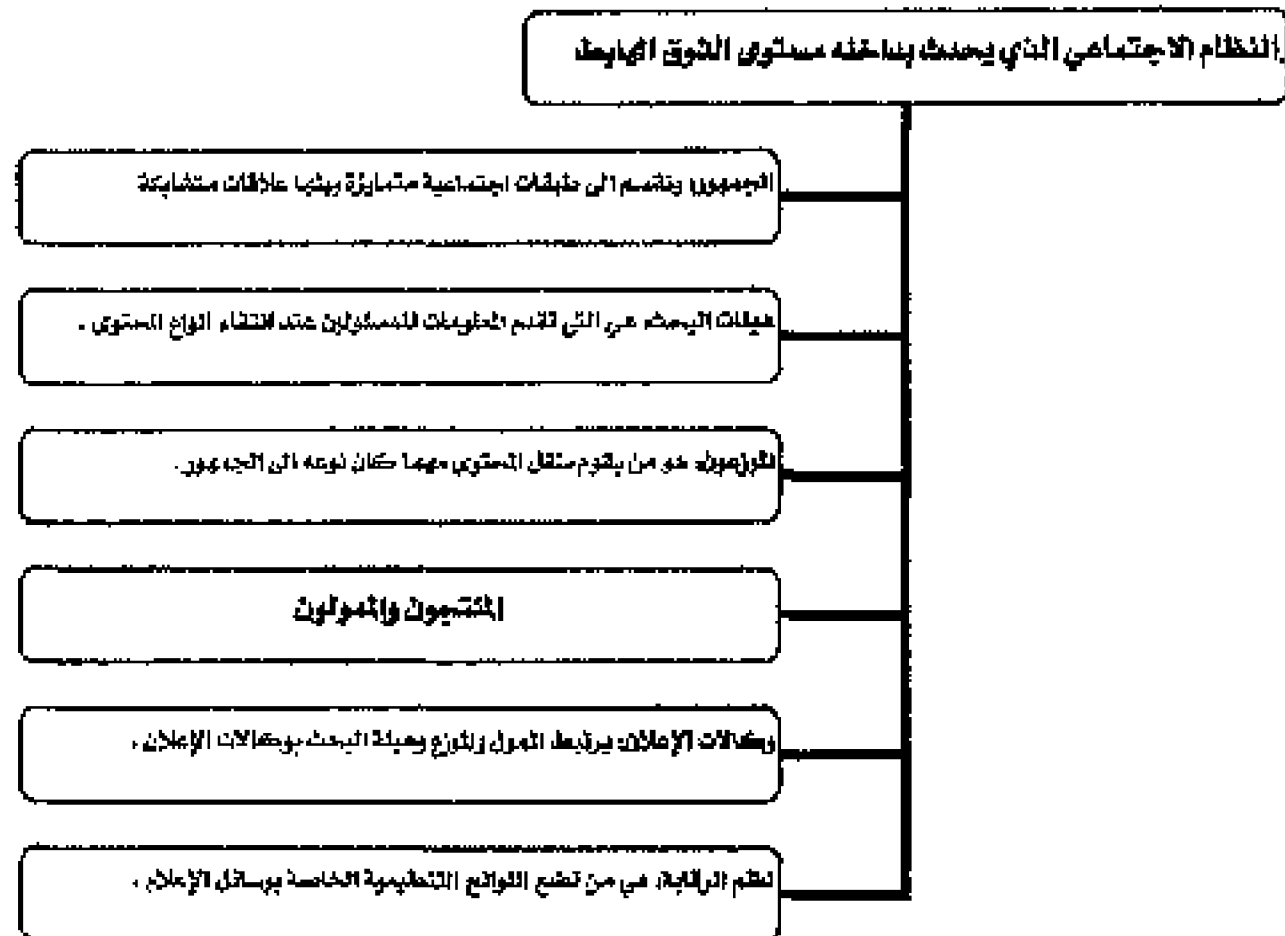 النظام الاجتماعي الذي يحدث بداخله مستوى الذوق الهابط
الجمهور: وينقسم الى طبقات اجتماعية متمايزة بينها علاقات متشابكة
هيئات البحث: هي التي تقدم المعلومات للمسئولين عند انتقاء انواع المحتوى .
الموزعون: هو من يقوم بنقل المحتوى مهما كان نوعه الى الجمهور .
المنتجون والممولون
وكالات الإعلان: يرتبط الممول والموزع وهيئة البحث بوكالات الإعلان .
نظم الرقابة: هي من تضع اللوائح التنظيمية الخاصة بوسائل الإعلام .